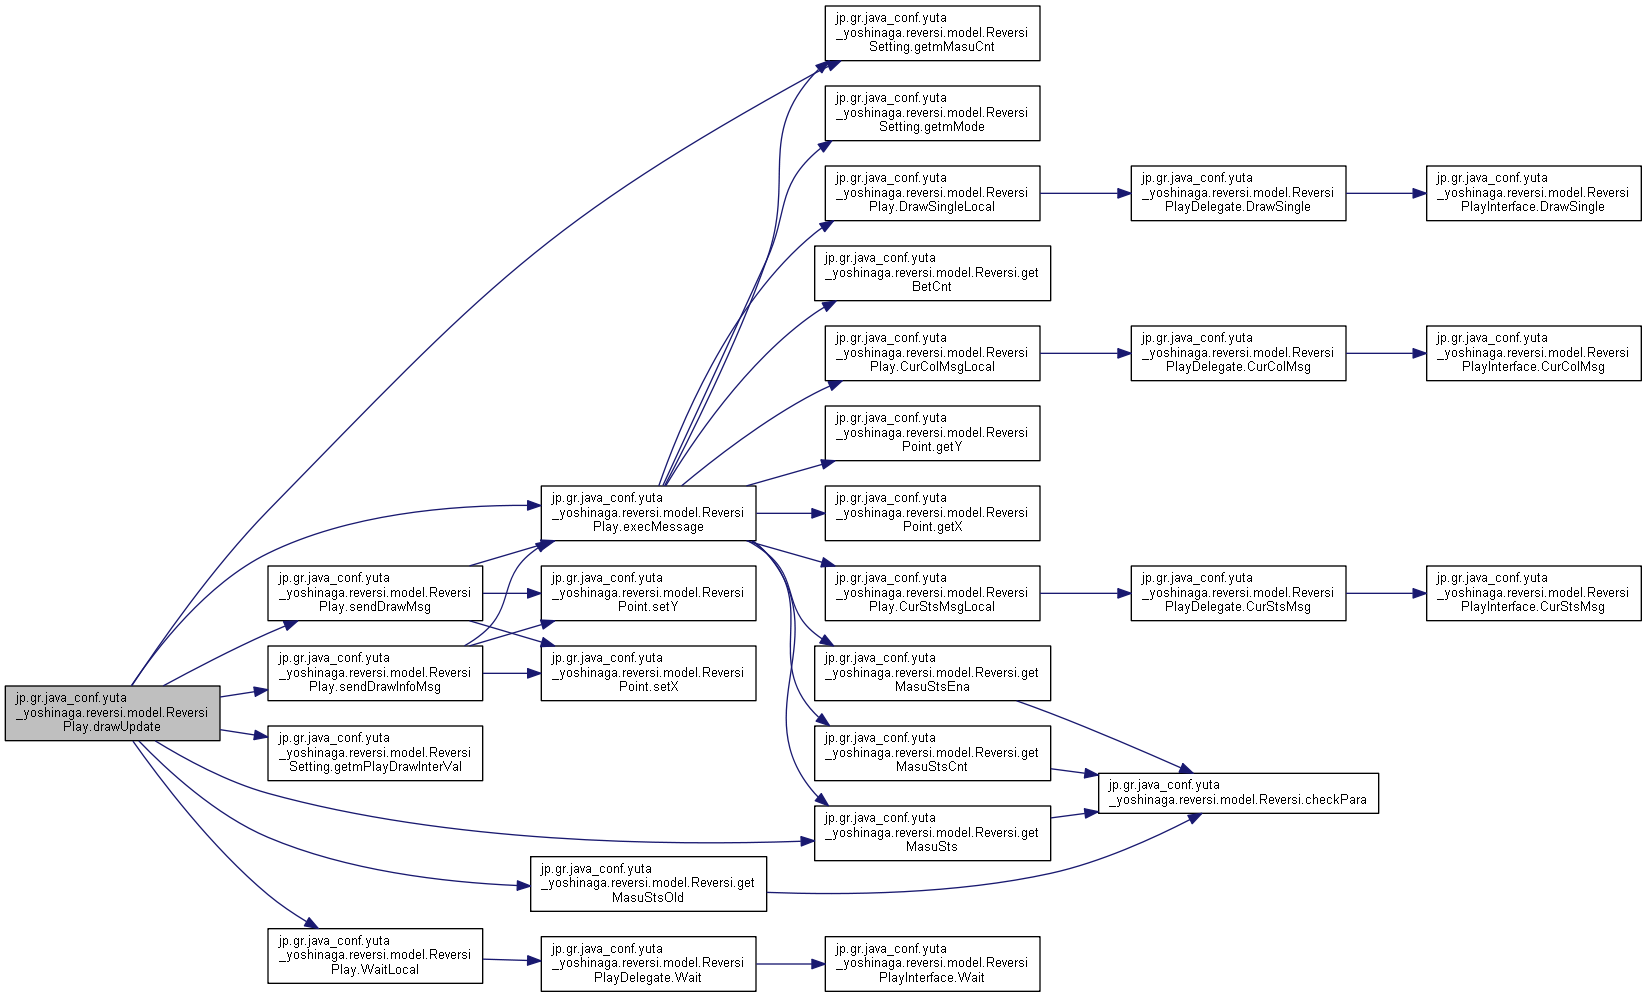 jp.gr.java_conf.yuta
_yoshinaga.reversi.model.Reversi
Setting.getmMasuCnt
jp.gr.java_conf.yuta
_yoshinaga.reversi.model.Reversi
Setting.getmMode
jp.gr.java_conf.yuta
_yoshinaga.reversi.model.Reversi
Play.DrawSingleLocal
jp.gr.java_conf.yuta
_yoshinaga.reversi.model.Reversi
PlayDelegate.DrawSingle
jp.gr.java_conf.yuta
_yoshinaga.reversi.model.Reversi
PlayInterface.DrawSingle
jp.gr.java_conf.yuta
_yoshinaga.reversi.model.Reversi.get
BetCnt
jp.gr.java_conf.yuta
_yoshinaga.reversi.model.Reversi
Play.CurColMsgLocal
jp.gr.java_conf.yuta
_yoshinaga.reversi.model.Reversi
PlayDelegate.CurColMsg
jp.gr.java_conf.yuta
_yoshinaga.reversi.model.Reversi
PlayInterface.CurColMsg
jp.gr.java_conf.yuta
_yoshinaga.reversi.model.Reversi
Point.getY
jp.gr.java_conf.yuta
_yoshinaga.reversi.model.Reversi
Play.execMessage
jp.gr.java_conf.yuta
_yoshinaga.reversi.model.Reversi
Point.getX
jp.gr.java_conf.yuta
_yoshinaga.reversi.model.Reversi
Play.sendDrawMsg
jp.gr.java_conf.yuta
_yoshinaga.reversi.model.Reversi
Point.setY
jp.gr.java_conf.yuta
_yoshinaga.reversi.model.Reversi
Play.CurStsMsgLocal
jp.gr.java_conf.yuta
_yoshinaga.reversi.model.Reversi
PlayDelegate.CurStsMsg
jp.gr.java_conf.yuta
_yoshinaga.reversi.model.Reversi
PlayInterface.CurStsMsg
jp.gr.java_conf.yuta
_yoshinaga.reversi.model.Reversi
Play.sendDrawInfoMsg
jp.gr.java_conf.yuta
_yoshinaga.reversi.model.Reversi
Point.setX
jp.gr.java_conf.yuta
_yoshinaga.reversi.model.Reversi.get
MasuStsEna
jp.gr.java_conf.yuta
_yoshinaga.reversi.model.Reversi
Play.drawUpdate
jp.gr.java_conf.yuta
_yoshinaga.reversi.model.Reversi
Setting.getmPlayDrawInterVal
jp.gr.java_conf.yuta
_yoshinaga.reversi.model.Reversi.get
MasuStsCnt
jp.gr.java_conf.yuta
_yoshinaga.reversi.model.Reversi.checkPara
jp.gr.java_conf.yuta
_yoshinaga.reversi.model.Reversi.get
MasuSts
jp.gr.java_conf.yuta
_yoshinaga.reversi.model.Reversi.get
MasuStsOld
jp.gr.java_conf.yuta
_yoshinaga.reversi.model.Reversi
Play.WaitLocal
jp.gr.java_conf.yuta
_yoshinaga.reversi.model.Reversi
PlayDelegate.Wait
jp.gr.java_conf.yuta
_yoshinaga.reversi.model.Reversi
PlayInterface.Wait